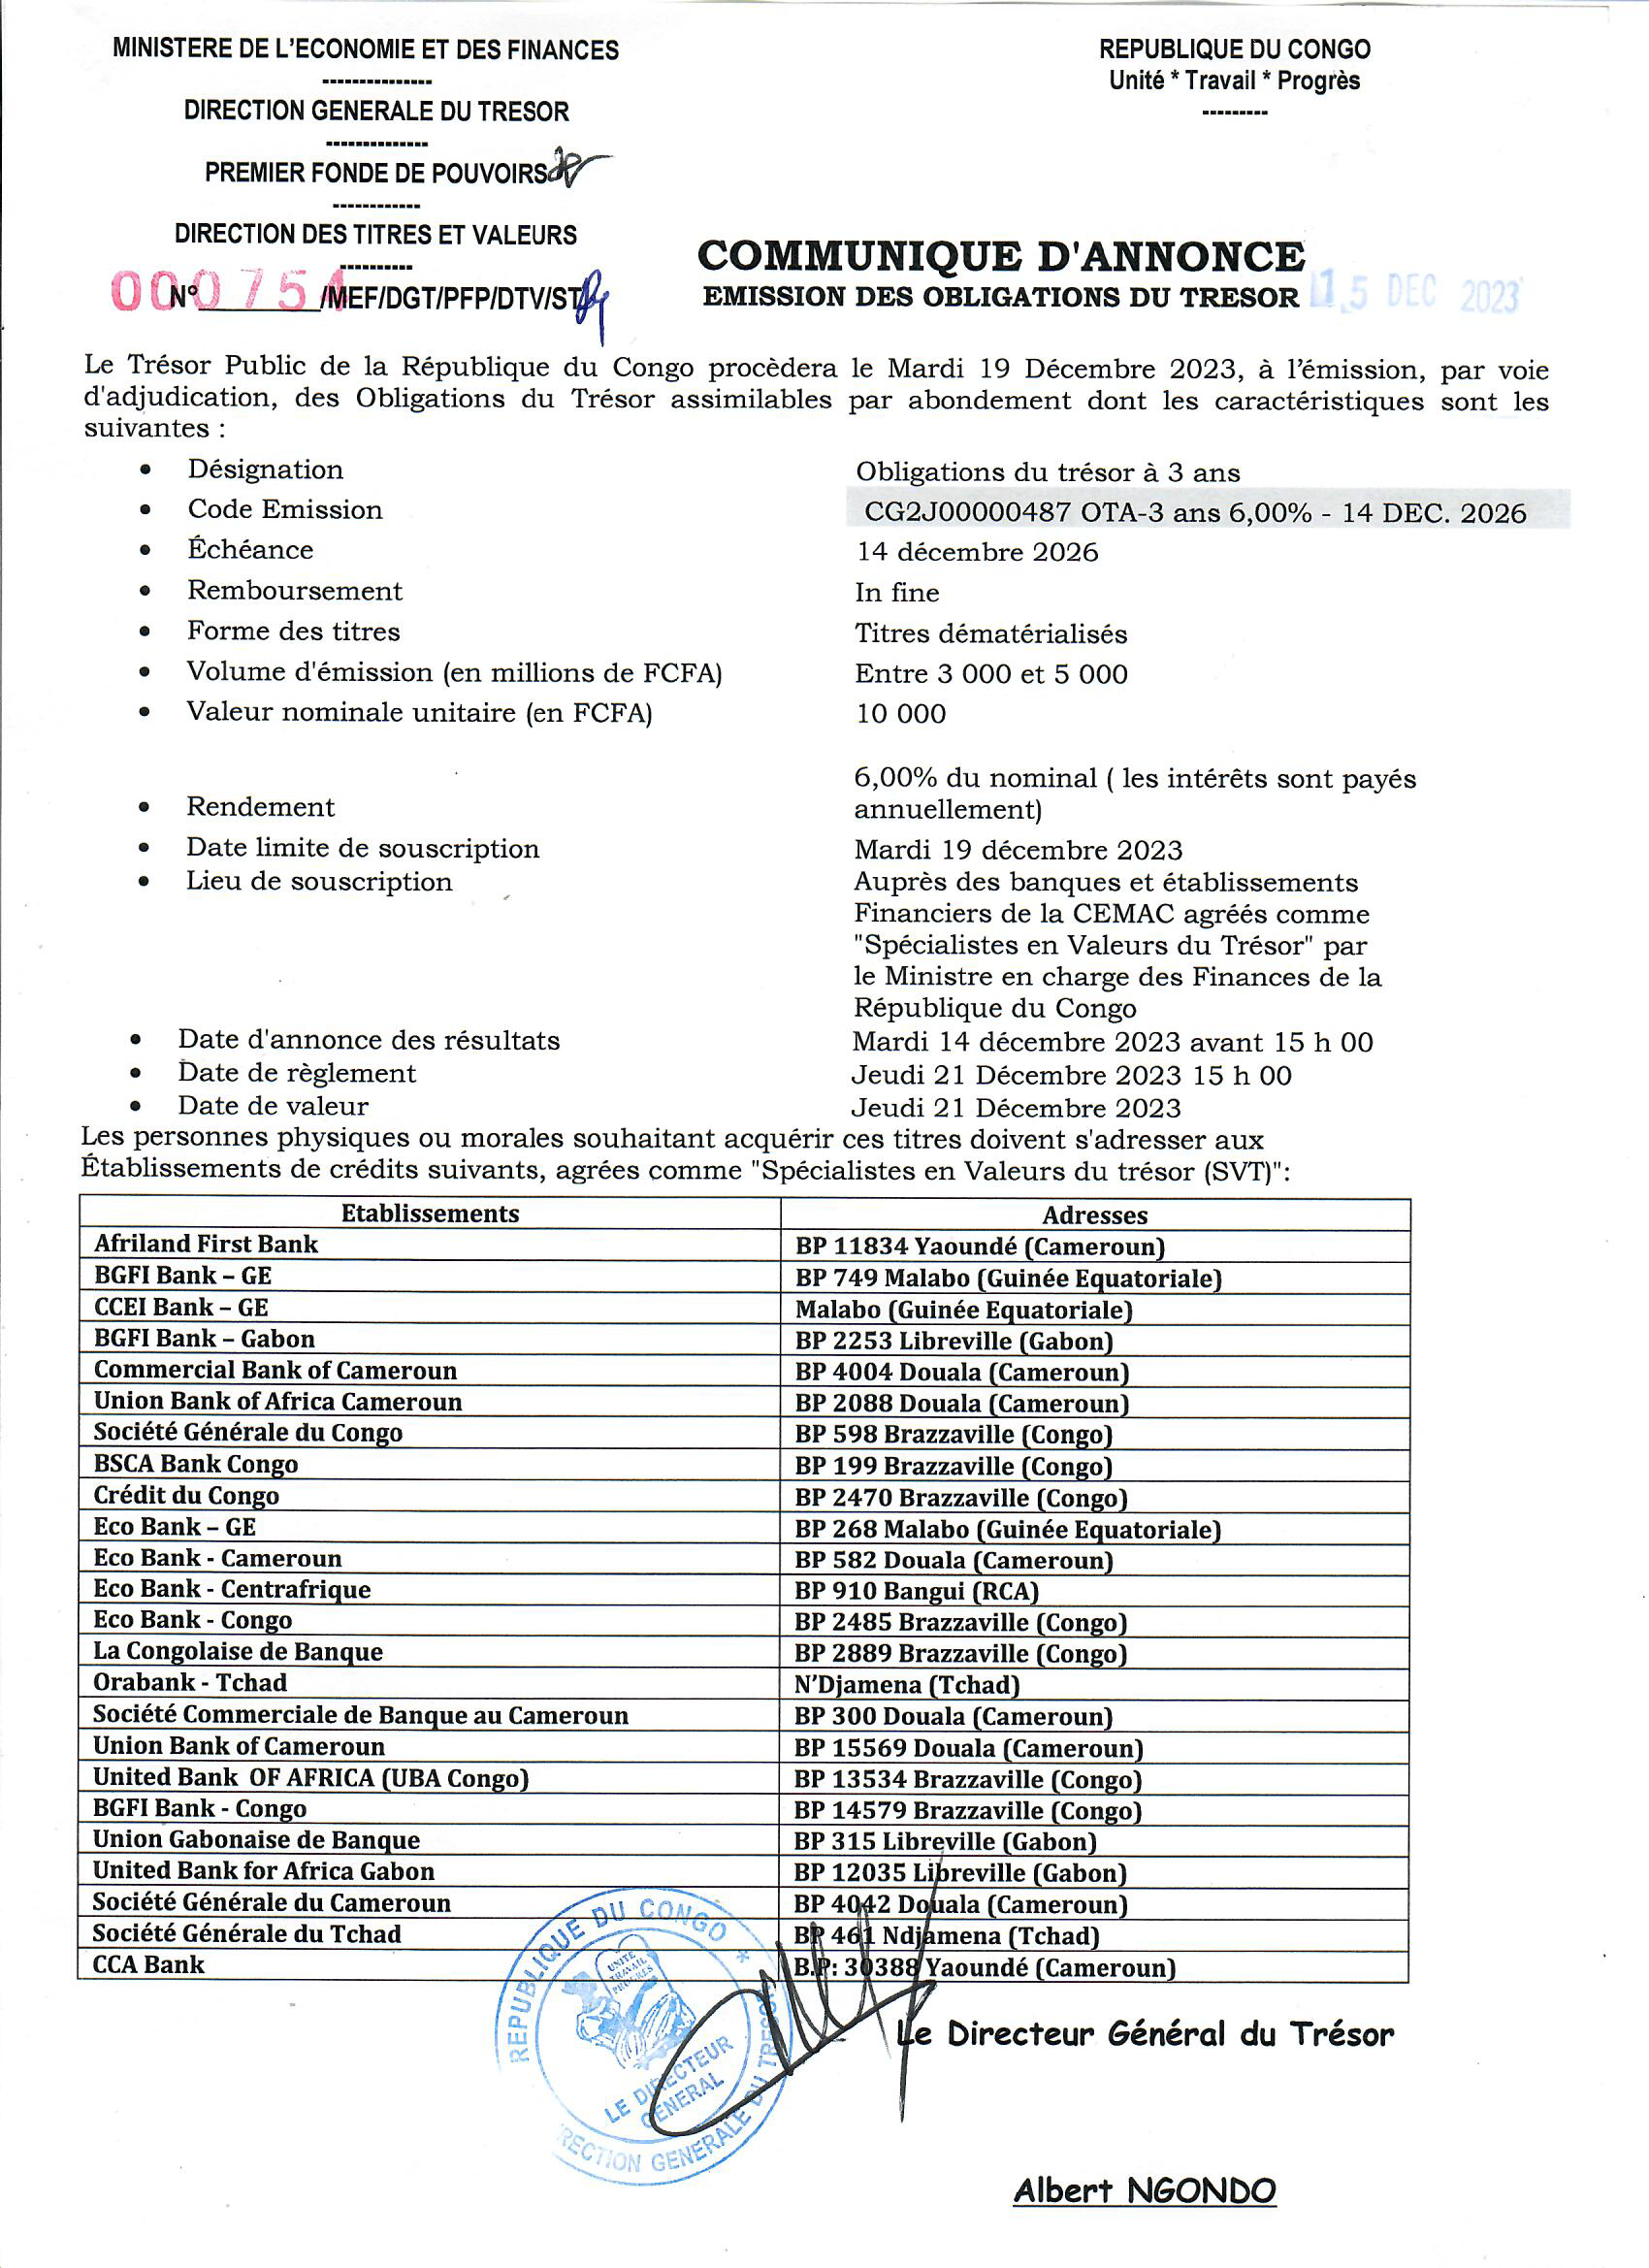 MINISTERE DE L'ECONOMIE ET DES FINANCES
---------------
DIRECTION GENERALE DU TRESOR
--------------
PREMIER FONDE DE POUVOIRS
------------
DIRECTION DES TITRES ET VALEURS
----------
000754
N°________/MEF/DGT/PFP/DTV/ST
REPUBLIQUE DU CONGO
Unité * Travail * Progrès
---------
COMMUNIQUE D'ANNONCE
EMISSION DES OBLIGATIONS DU TRESOR
15 DEC 2023
Le Trésor Public de la République du Congo procèdera le Mardi 19 Décembre 2023, à l'émission, par voie
d'adjudication, des Obligations du Trésor assimilables par abondement dont les caractéristiques sont les
suivantes :
• Désignation Obligations du trésor à 3 ans
• Code Emission CG2J00000487 OTA-3 ans 6,00% - 14 DEC. 2026
• Échéance 14 décembre 2026
• Remboursement In fine
• Forme des titres Titres dématérialisés
• Volume d'émission (en millions de FCFA) Entre 3 000 et 5 000
• Valeur nominale unitaire (en FCFA) 10 000
6,00% du nominal ( les intérêts sont payés
• Rendement annuellement)
• Date limite de souscription Mardi 19 décembre 2023
• Lieu de souscription Auprès des banques et établissements
Financiers de la CEMAC agréés comme
"Spécialistes en Valeurs du Trésor" par
le Ministre en charge des Finances de la
République du Congo
• Date d'annonce des résultats Mardi 14 décembre 2023 avant 15 h 00
• Date de règlement Jeudi 21 Décembre 2023 15 h 00
• Date de valeur Jeudi 21 Décembre 2023
Les personnes physiques ou morales souhaitant acquérir ces titres doivent s'adresser aux
Établissements de crédits suivants, agrées comme "Spécialistes en Valeurs du trésor (SVT)":
Etablissements Adresses
Afriland First Bank BP 11834 Yaoundé (Cameroun)
BGFI Bank – GE BP 749 Malabo (Guinée Equatoriale)
CCEI Bank – GE Malabo (Guinée Equatoriale)
BGFI Bank – Gabon BP 2253 Libreville (Gabon)
Commercial Bank of Cameroun BP 4004 Douala (Cameroun)
Union Bank of Africa Cameroun BP 2088 Douala (Cameroun)
Société Générale du Congo BP 598 Brazzaville (Congo)
BSCA Bank Congo BP 199 Brazzaville (Congo)
Crédit du Congo BP 2470 Brazzaville (Congo)
Eco Bank – GE BP 268 Malabo (Guinée Equatoriale)
Eco Bank - Cameroun BP 582 Douala (Cameroun)
Eco Bank - Centrafrique BP 910 Bangui (RCA)
Eco Bank - Congo BP 2485 Brazzaville (Congo)
La Congolaise de Banque BP 2889 Brazzaville (Congo)
Orabank - Tchad N'Djamena (Tchad)
Société Commerciale de Banque au Cameroun BP 300 Douala (Cameroun)
Union Bank of Cameroun BP 15569 Douala (Cameroun)
United Bank OF AFRICA (UBA Congo) BP 13534 Brazzaville (Congo)
BGFI Bank - Congo BP 14579 Brazzaville (Congo)
Union Gabonaise de Banque BP 315 Libreville (Gabon)
United Bank for Africa Gabon BP 12035 Libreville (Gabon)
Société Générale du Cameroun BP 4042 Douala (Cameroun)
Société Générale du Tchad BP 461 Ndjamena (Tchad)
CCA Bank B.P: 30388 Yaoundé (Cameroun)
REPUBLIQUE DU CONGO *
UNITE
TRAVAIL
PROGRES
LE DIRECTEUR
GENERAL
RECTION GENERALE DU TRESOR
Le Directeur Général du Trésor
Albert NGONDO